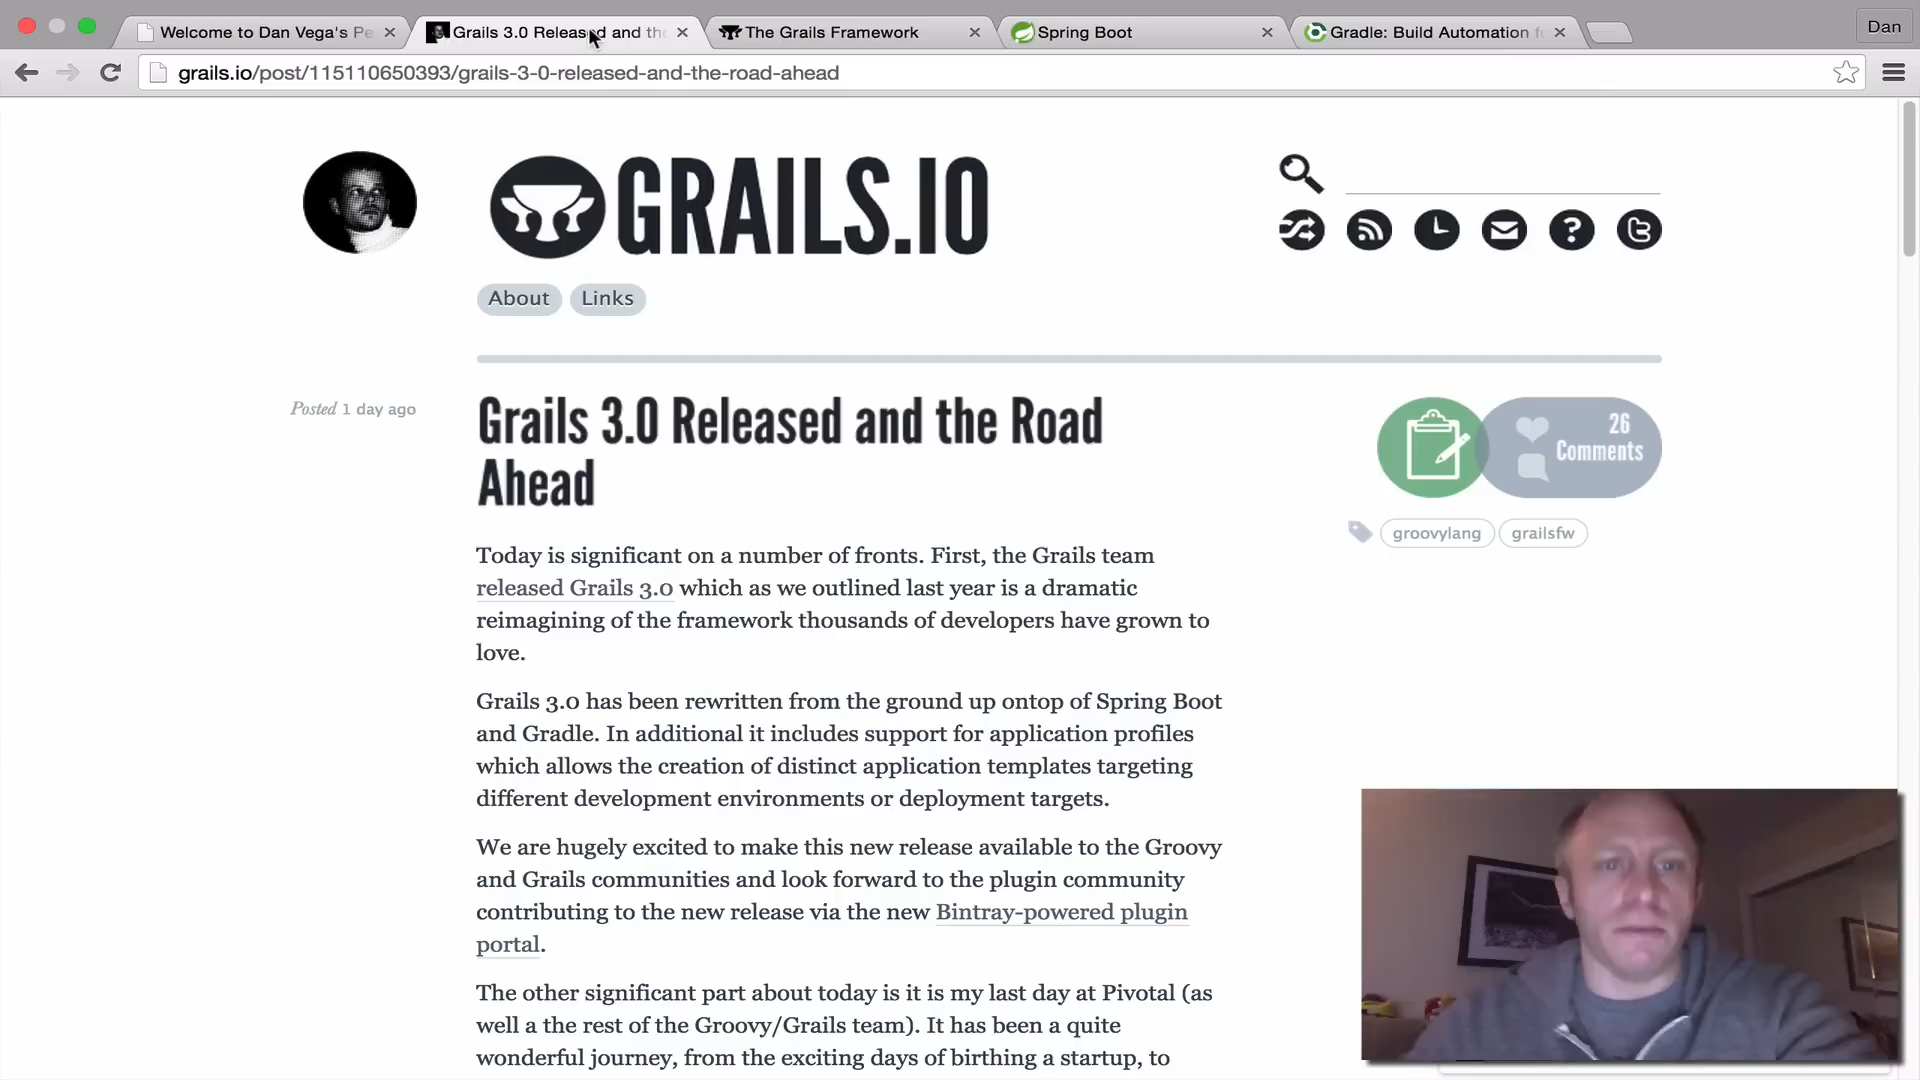 Welcome to Dan Vega's Pe
Grails 3.0 Released and the
The Grails Framework
Spring Boot
Gradle: Build Automation f
Dan
grails.io/post/115110650393/grails-3-0-released-and-the-road-ahead
GRAILS.IO
About
Links
Posted 1 day ago
Grails 3.0 Released and the Road
Ahead
26
Comments
groovylang
grailsfw
Today is significant on a number of fronts. First, the Grails team
released Grails 3.0 which as we outlined last year is a dramatic
reimagining of the framework thousands of developers have grown to
love.
Grails 3.0 has been rewritten from the ground up ontop of Spring Boot
and Gradle. In additional it includes support for application profiles
which allows the creation of distinct application templates targeting
different development environments or deployment targets.
We are hugely excited to make this new release available to the Groovy
and Grails communities and look forward to the plugin community
contributing to the new release via the new Bintray-powered plugin
portal.
The other significant part about today is it is my last day at Pivotal (as
well a the rest of the Groovy/Grails team). It has been a quite
wonderful journey, from the exciting days of birthing a startup, to